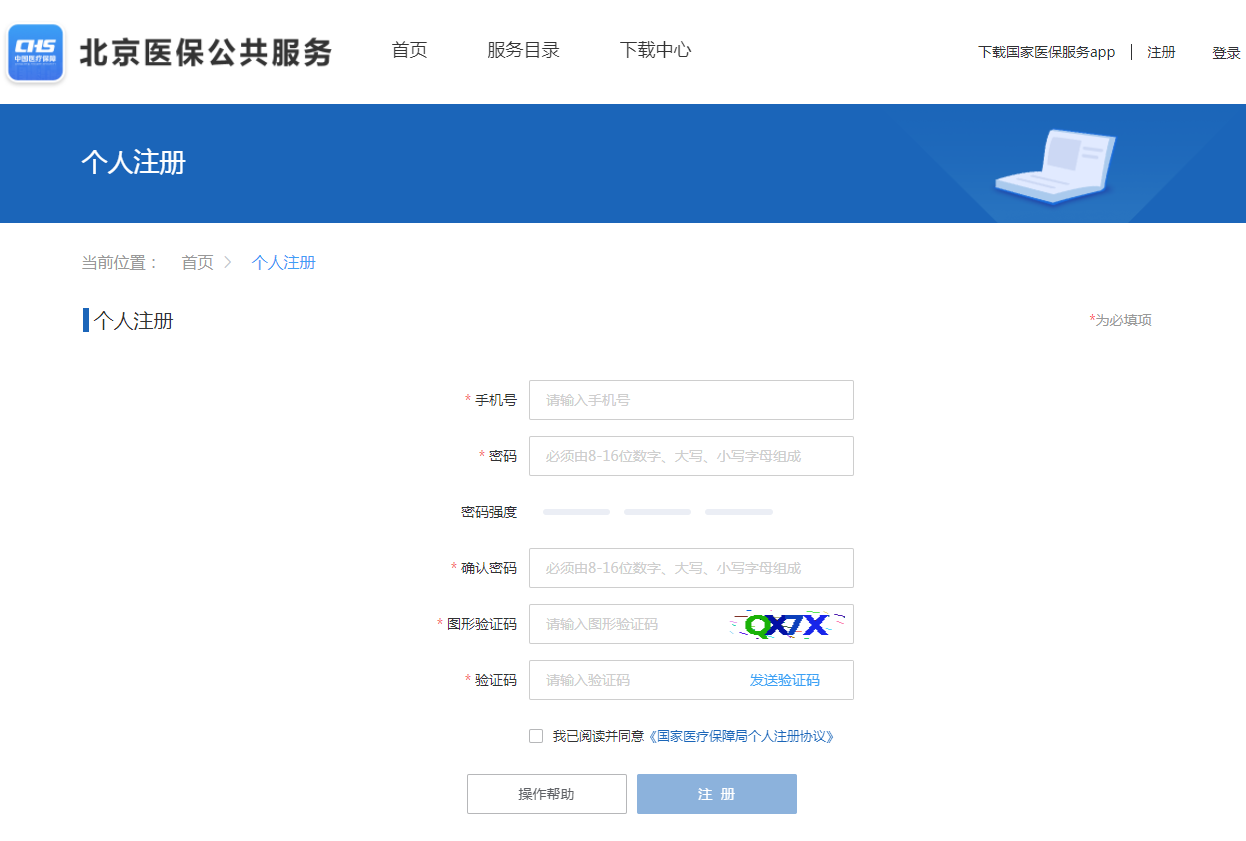 CHS
中国医疗保障
北京医保公共服务
首页
服务目录
下载中心
下载国家医保服务app
注册
登录
个人注册
当前位置：
首页
个人注册
个人注册
*为必填项
* 手机号
请输入手机号
* 密码
必须由8-16位数字、大写、小写字母组成
密码强度
* 确认密码
必须由8-16位数字、大写、小写字母组成
* 图形验证码
请输入图形验证码
QX7X
* 验证码
请输入验证码
发送验证码
我已阅读并同意《国家医疗保障局个人注册协议》
操作帮助
注 册